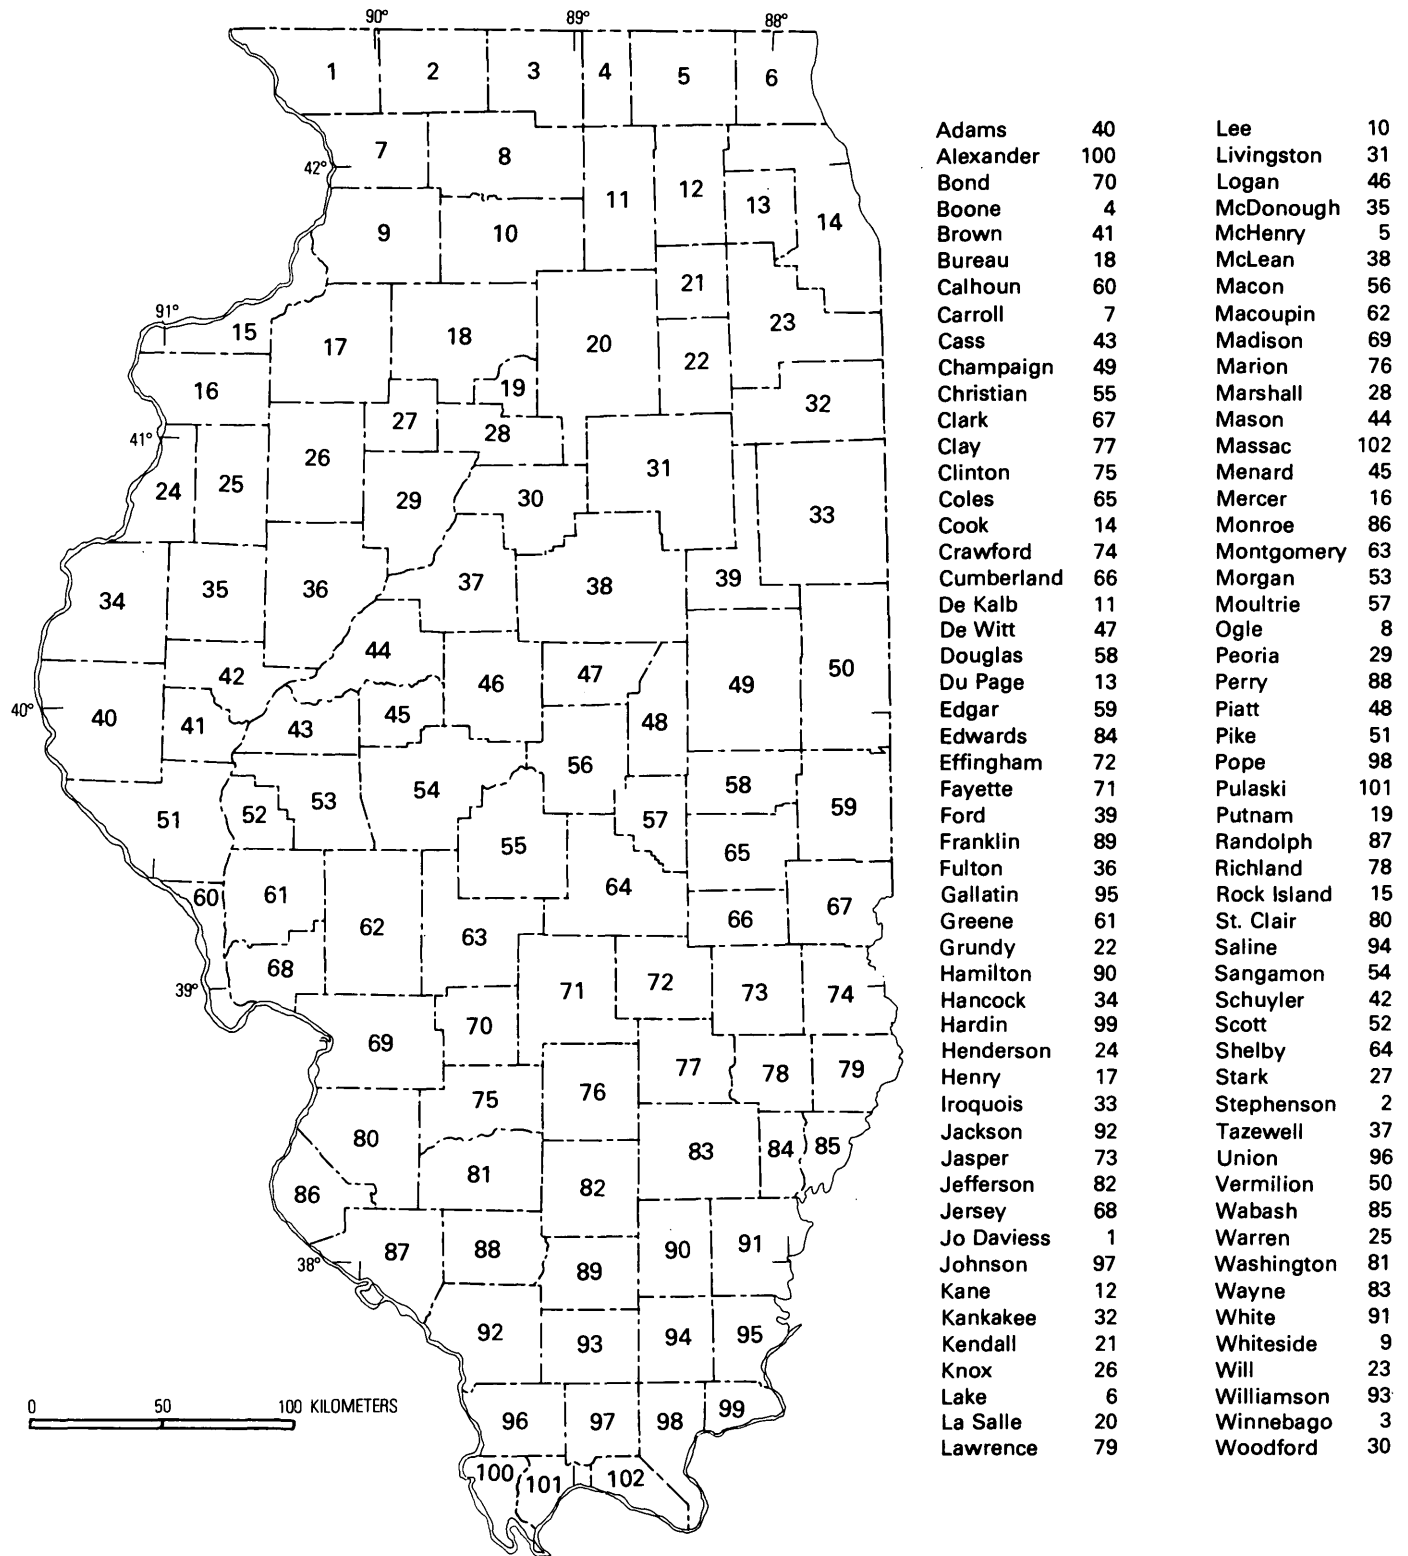 90° 89° 88°
1 2 3 4 5 6
7 8
42°
11 12 13 14
9 10
21
91°
15 17 18 20 22 23
16 19 32
27 28
41°
26 31
24 25 29 30 33
34 35 36 37 38 39
44
42 46 47 49 50
40°
40 41 43 45 48
56
51 52 53 54 57 58 59
55 65
60 61 64 67
62 63 66
68
39°
71 72 73 74
69 70
77 78 79
75 76
80 83 84 85
81 82
86
87 88 90 91
38°
89
92 93 94 95
96 97 98 99
100 101 102
0 50 100 KILOMETERS
Adams 40
Alexander 100
Bond 70
Boone 4
Brown 41
Bureau 18
Calhoun 60
Carroll 7
Cass 43
Champaign 49
Christian 55
Clark 67
Clay 77
Clinton 75
Coles 65
Cook 14
Crawford 74
Cumberland 66
De Kalb 11
De Witt 47
Douglas 58
Du Page 13
Edgar 59
Edwards 84
Effingham 72
Fayette 71
Ford 39
Franklin 89
Fulton 36
Gallatin 95
Greene 61
Grundy 22
Hamilton 90
Hancock 34
Hardin 99
Henderson 24
Henry 17
Iroquois 33
Jackson 92
Jasper 73
Jefferson 82
Jersey 68
Jo Daviess 1
Johnson 97
Kane 12
Kankakee 32
Kendall 21
Knox 26
Lake 6
La Salle 20
Lawrence 79
Lee 10
Livingston 31
Logan 46
McDonough 35
McHenry 5
McLean 38
Macon 56
Macoupin 62
Madison 69
Marion 76
Marshall 28
Mason 44
Massac 102
Menard 45
Mercer 16
Monroe 86
Montgomery 63
Morgan 53
Moultrie 57
Ogle 8
Peoria 29
Perry 88
Piatt 48
Pike 51
Pope 98
Pulaski 101
Putnam 19
Randolph 87
Richland 78
Rock Island 15
St. Clair 80
Saline 94
Sangamon 54
Schuyler 42
Scott 52
Shelby 64
Stark 27
Stephenson 2
Tazewell 37
Union 96
Vermilion 50
Wabash 85
Warren 25
Washington 81
Wayne 83
White 91
Whiteside 9
Will 23
Williamson 93
Winnebago 3
Woodford 30